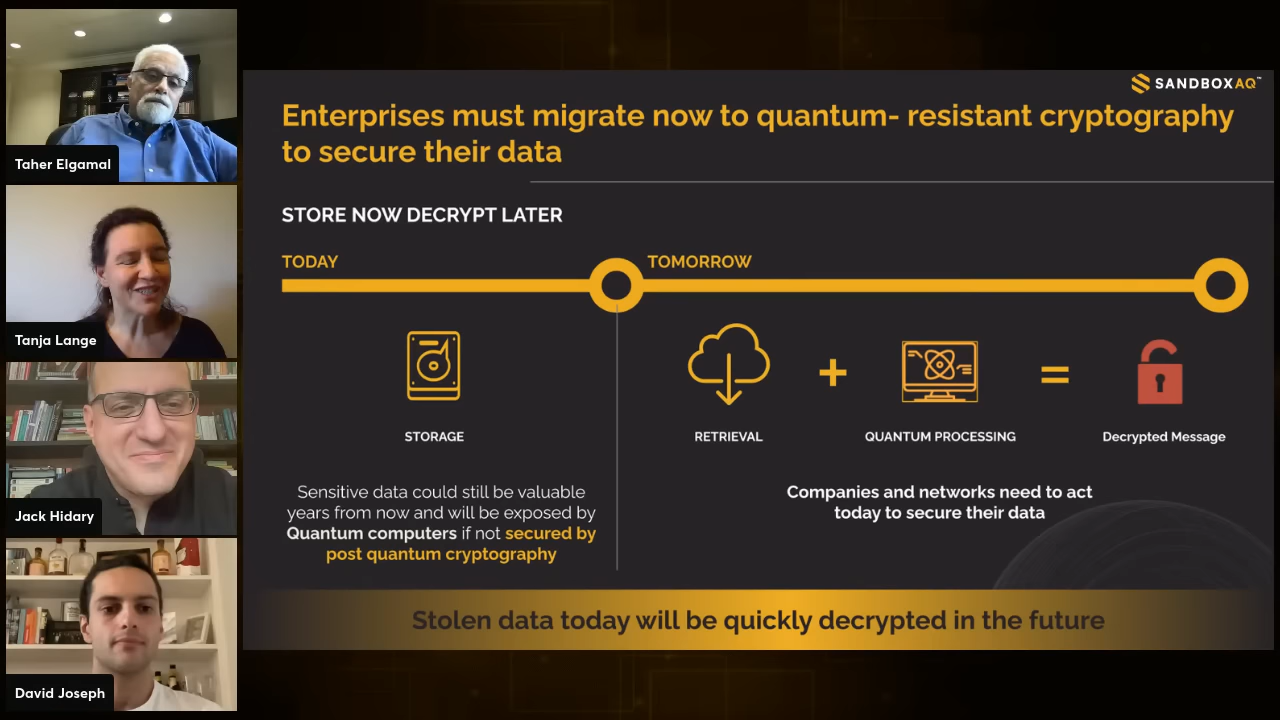 Taher Elgamal
Tanja Lange
Jack Hidary
David Joseph
SANDBOXAQ™
Enterprises must migrate now to quantum- resistant cryptography
to secure their data
STORE NOW DECRYPT LATER
TODAY
TOMORROW
STORAGE
RETRIEVAL
+
QUANTUM PROCESSING
=
Decrypted Message
Sensitive data could still be valuable
years from now and will be exposed by
Quantum computers if not secured by
post quantum cryptography
Companies and networks need to act
today to secure their data
Stolen data today will be quickly decrypted in the future